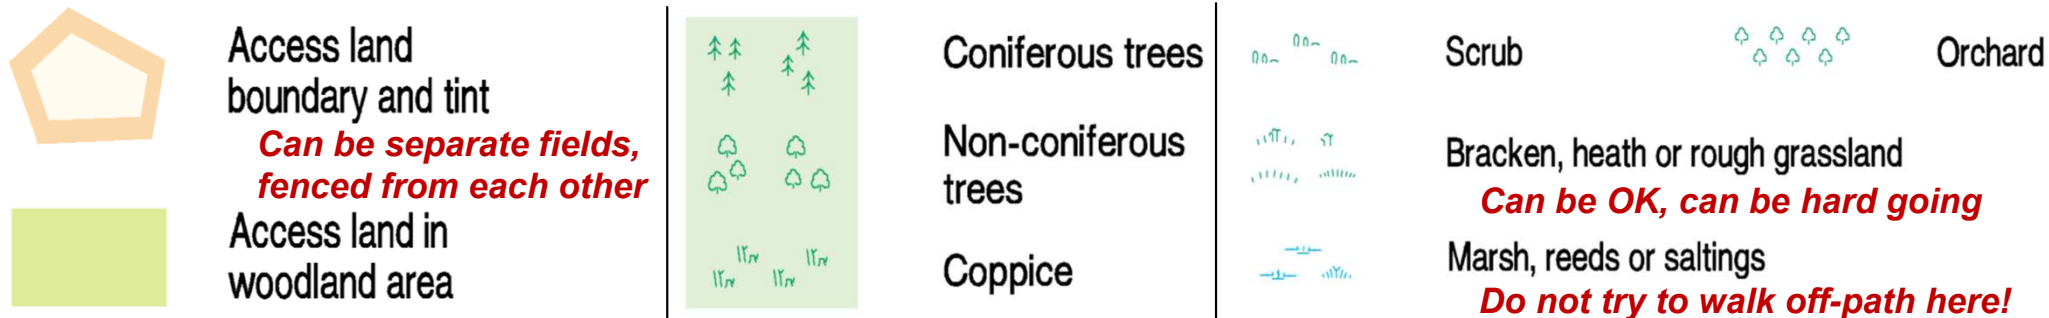 Access land
boundary and tint
Can be separate fields,
fenced from each other
Access land in
woodland area
Coniferous trees
Non-coniferous
trees
Coppice
Scrub
Orchard
Bracken, heath or rough grassland
Can be OK, can be hard going
Marsh, reeds or saltings
Do not try to walk off-path here!